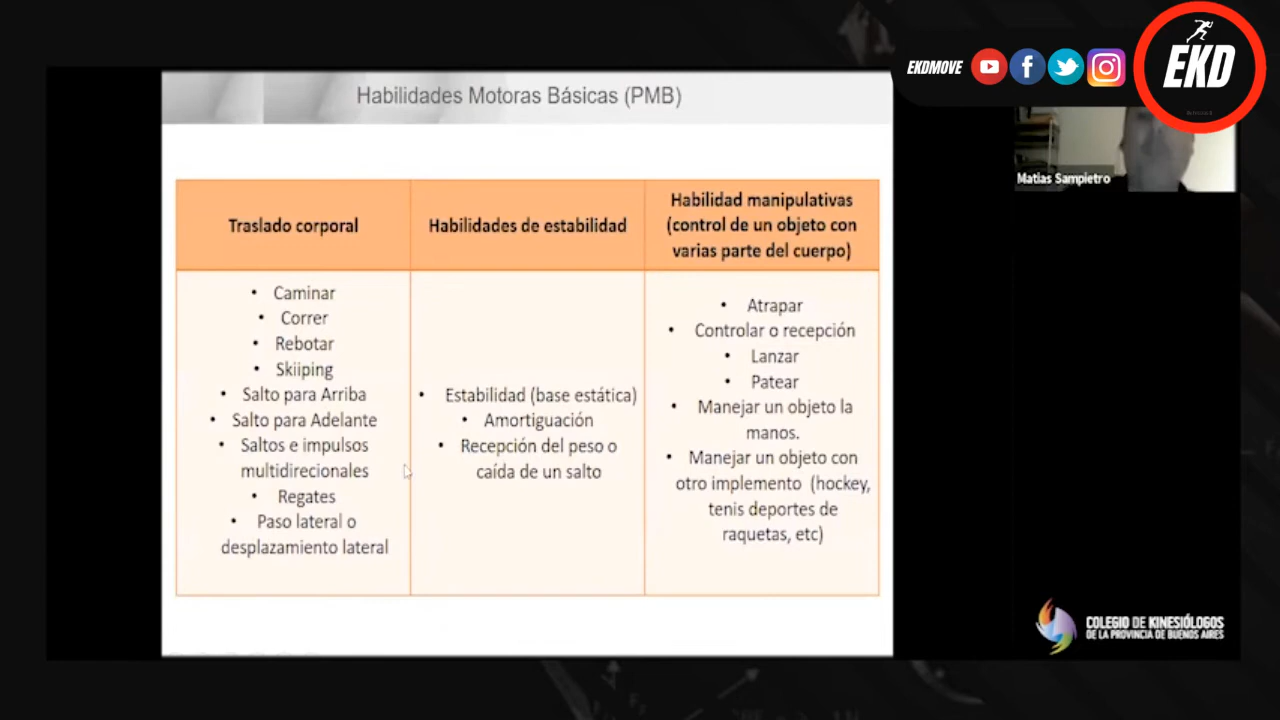 Habilidades Motoras Básicas (PMB)
EKDMOVE
EKD
Matias Sampietro
Traslado corporal
Habilidades de estabilidad
Habilidad manipulativas
(control de un objeto con
varias parte del cuerpo)
• Caminar
• Correr
• Rebotar
• Skiiping
• Salto para Arriba
• Salto para Adelante
• Saltos e impulsos
multidirecionales
• Regates
• Paso lateral o
desplazamiento lateral
• Estabilidad (base estática)
• Amortiguación
• Recepción del peso o
caída de un salto
• Atrapar
• Controlar o recepción
• Lanzar
• Patear
• Manejar un objeto la
manos.
• Manejar un objeto con
otro implemento (hockey,
tenis deportes de
raquetas, etc)
COLEGIO DE KINESIÓLOGOS
DE LA PROVINCIA DE BUENOS AIRES